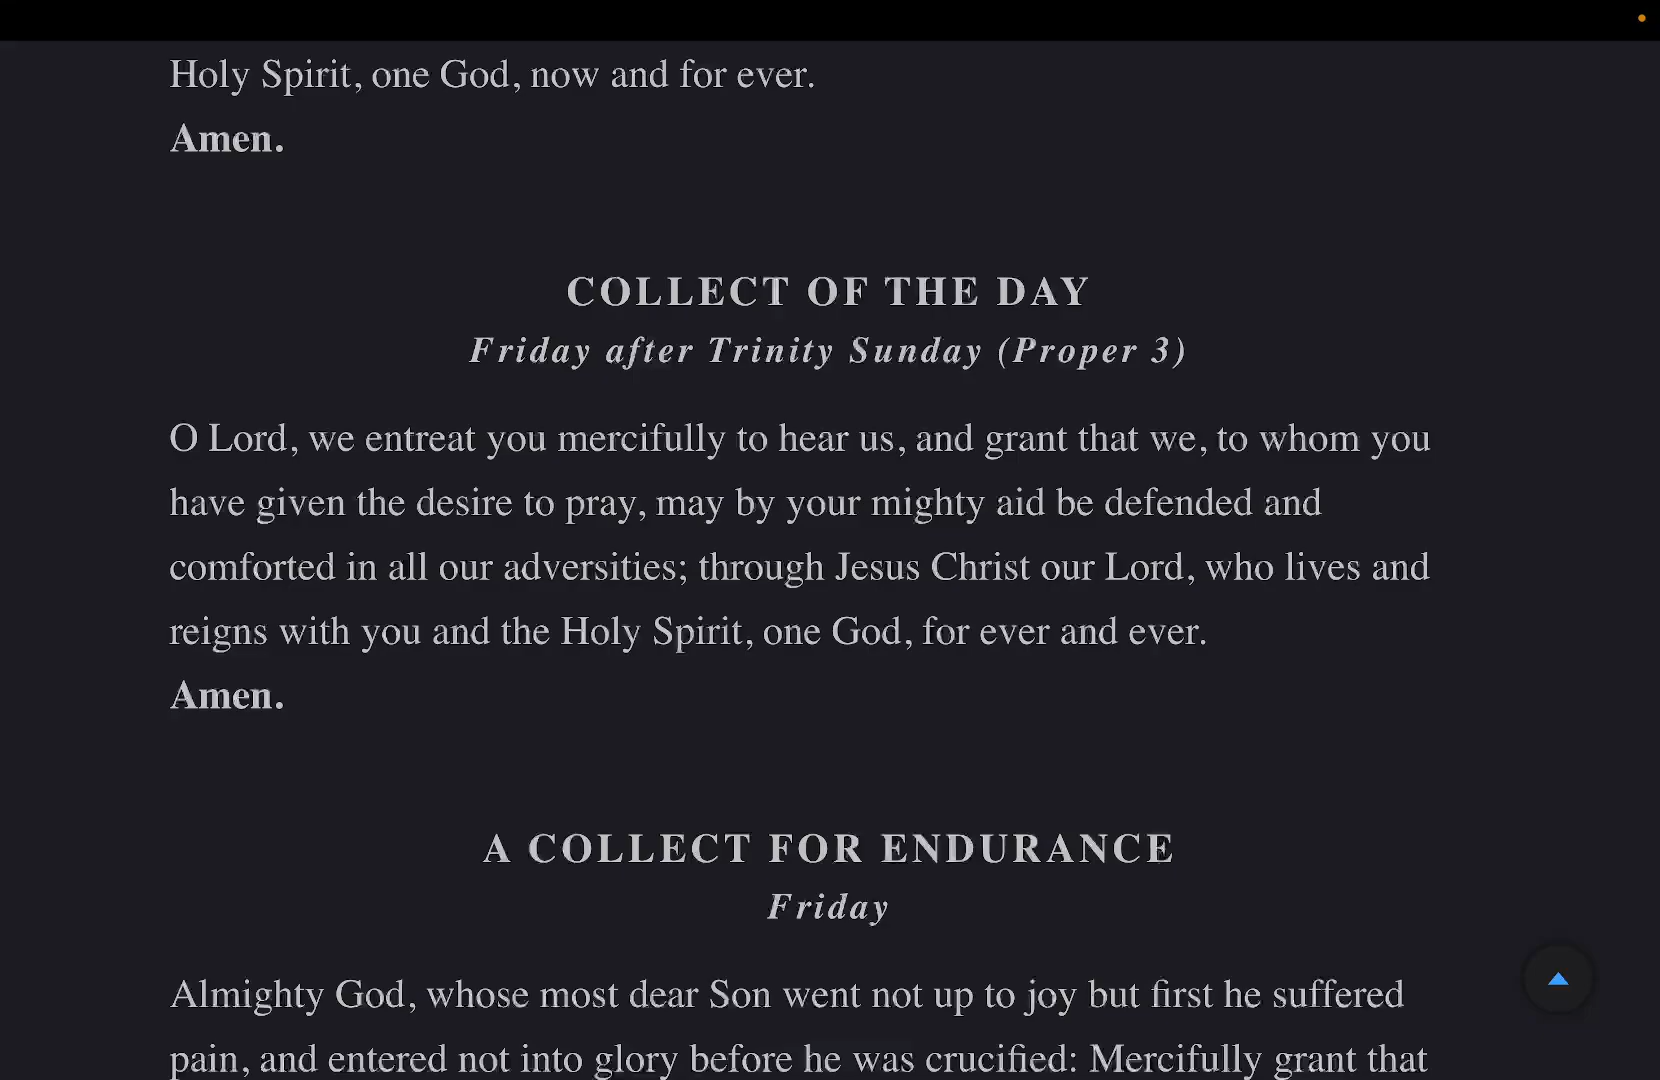 Holy Spirit, one God, now and for ever.
Amen.
COLLECT OF THE DAY
Friday after Trinity Sunday (Proper 3)
O Lord, we entreat you mercifully to hear us, and grant that we, to whom you
have given the desire to pray, may by your mighty aid be defended and
comforted in all our adversities; through Jesus Christ our Lord, who lives and
reigns with you and the Holy Spirit, one God, for ever and ever.
Amen.
A COLLECT FOR ENDURANCE
Friday
Almighty God, whose most dear Son went not up to joy but first he suffered
pain, and entered not into glory before he was crucified: Mercifully grant that